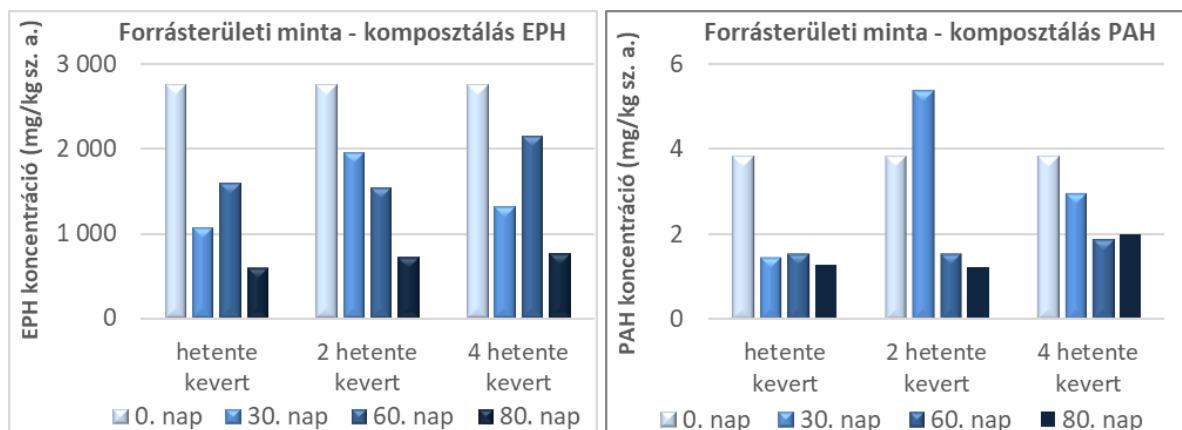 Forrásterületi minta - komposztálás EPH
EPH koncentráció (mg/kg sz. a.)
3 000
2 000
1 000
0
hetente kevert
2 hetente kevert
4 hetente kevert
0. nap 30. nap 60. nap 80. nap
Forrásterületi minta - komposztálás PAH
PAH koncentráció (mg/kg sz. a.)
6
4
2
0
hetente kevert
2 hetente kevert
4 hetente kevert
0. nap 30. nap 60. nap 80. nap